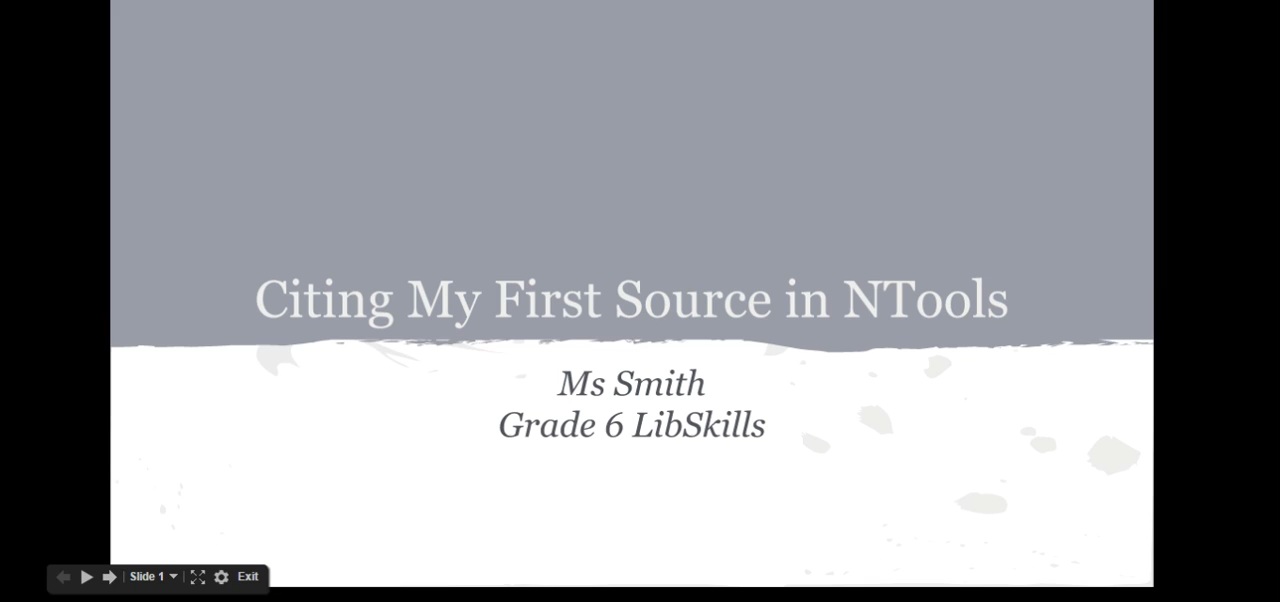 Citing My First Source in NTools
Ms Smith
Grade 6 LibSkills
Slide 1 Exit